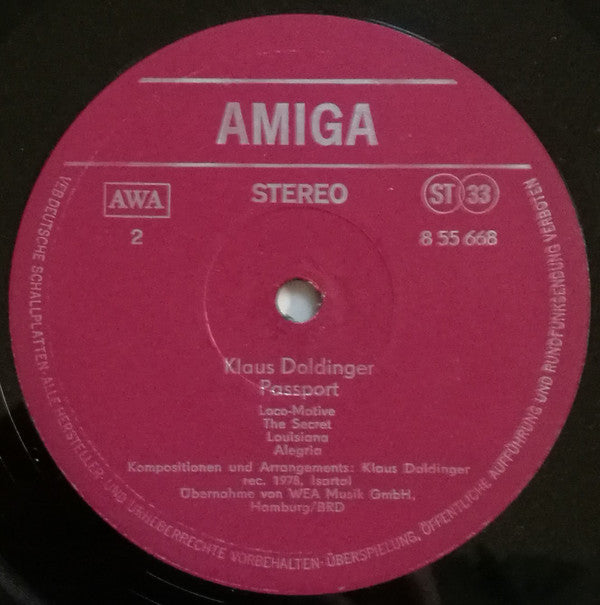 AMIGA
AWA
STEREO
ST 33
2
8 55 668
Klaus Doldinger
Passport
Loco-Motive
The Secret
Louisiana
Alegria
Kompositionen und Arrangements: Klaus Doldinger
rec. 1978, Isartal
Übernahme von WEA Musik GmbH,
Hamburg/BRD
VEB DEUTSCHE SCHALLPLATTEN · ALLE HERSTELLER- UND URHEBERRECHTE VORBEHALTEN · ÜBERSPIELUNG, ÖFFENTLICHE AUFFÜHRUNG UND RUNDFUNKSENDUNG VERBOTEN